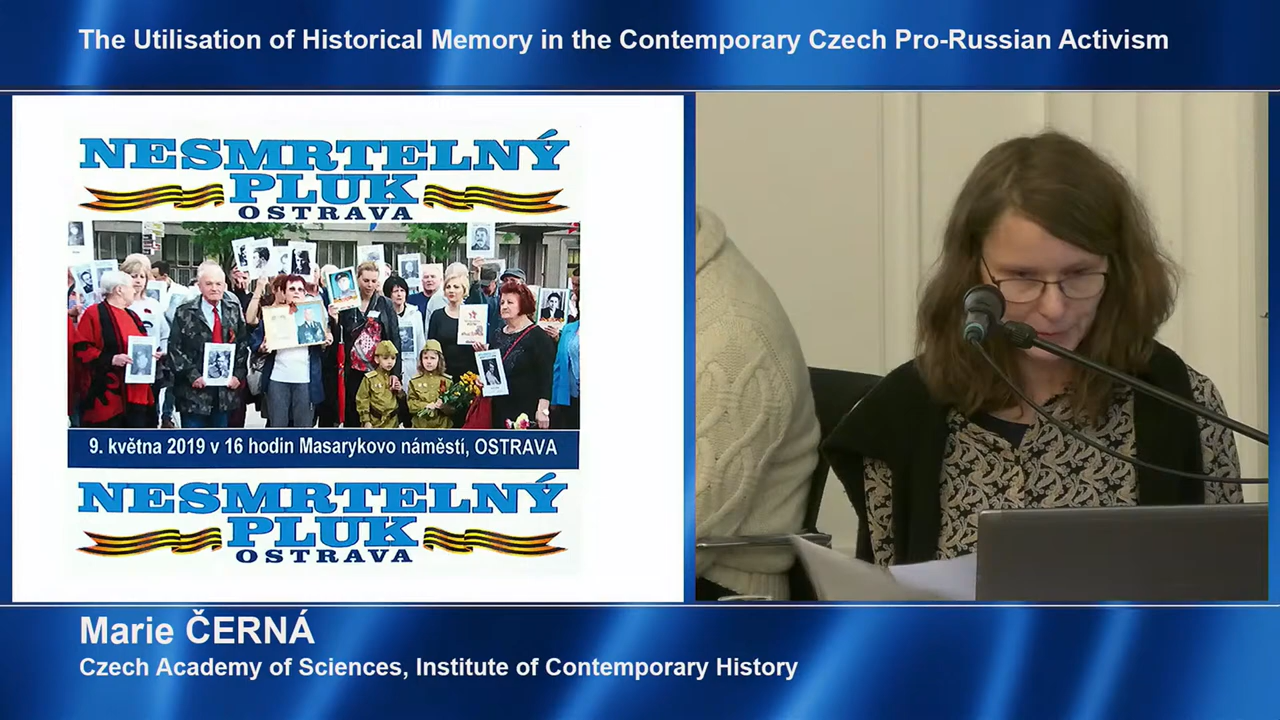 The Utilisation of Historical Memory in the Contemporary Czech Pro-Russian Activism
NESMRTELNÝ
PLUK
OSTRAVA
9. května 2019 v 16 hodin Masarykovo náměstí, OSTRAVA
NESMRTELNÝ
PLUK
OSTRAVA
Marie ČERNÁ
Czech Academy of Sciences, Institute of Contemporary History